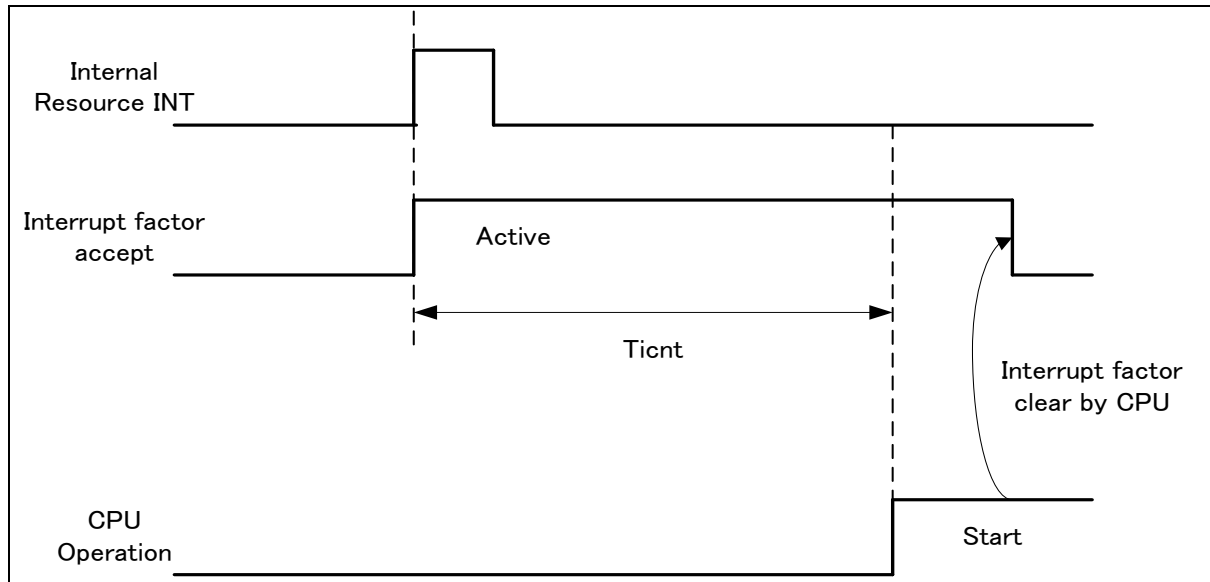 Internal
Resource INT
Interrupt factor
accept
Active
Ticnt
Interrupt factor
clear by CPU
CPU
Operation
Start